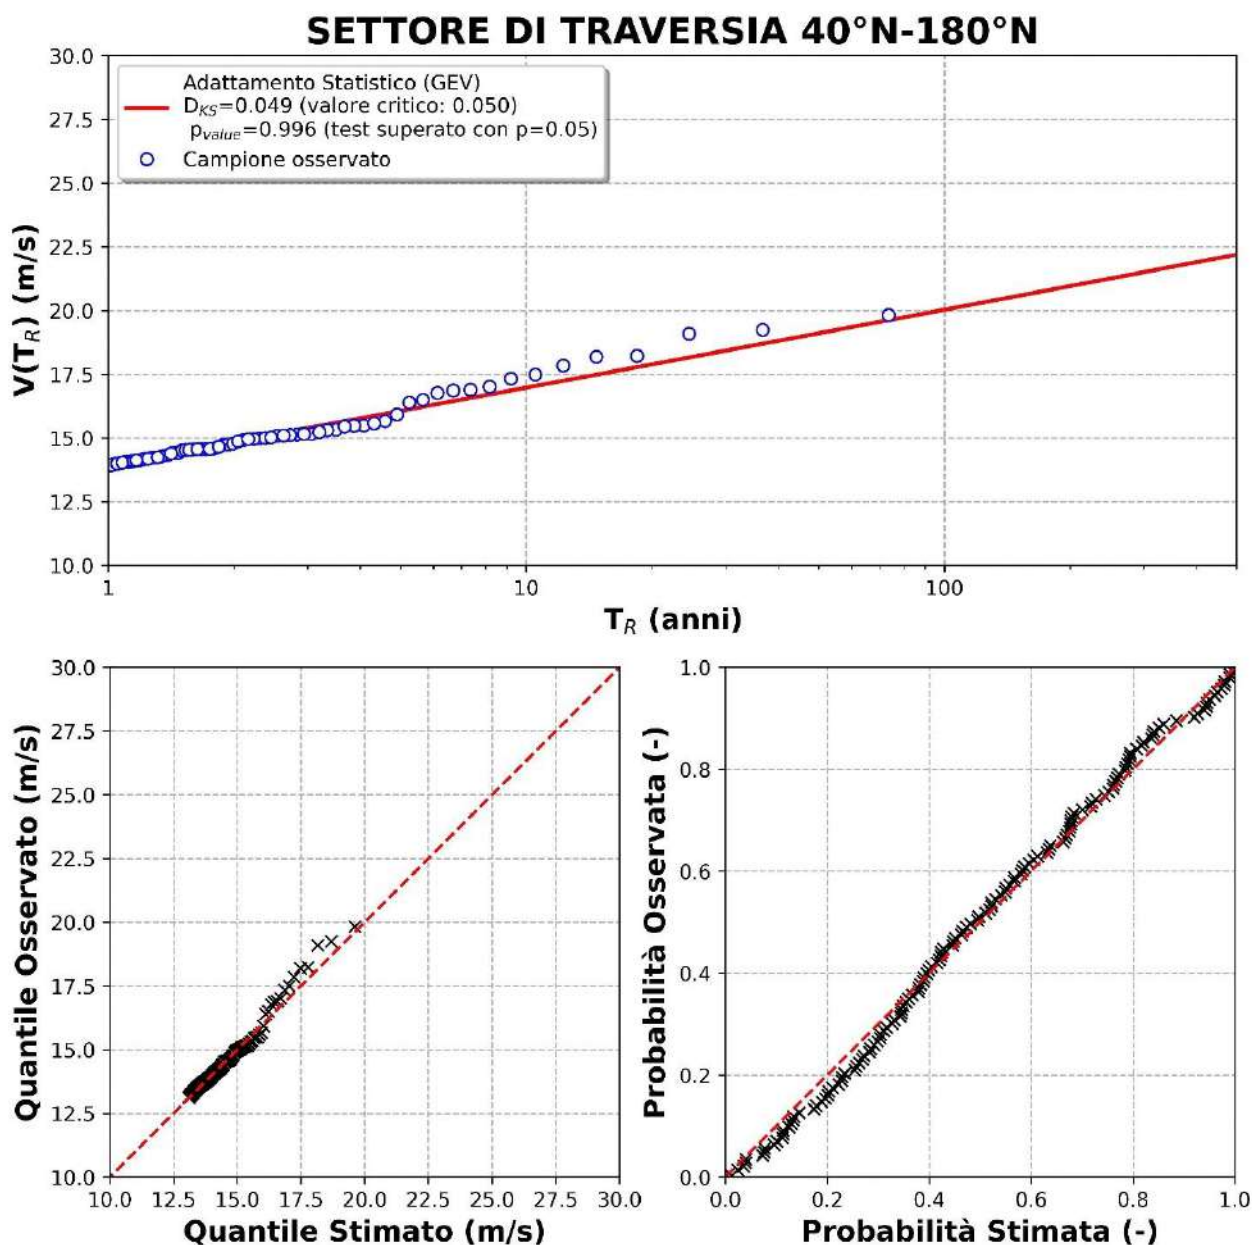 SETTORE DI TRAVERSIA 40°N-180°N
30.0
27.5
25.0
22.5
20.0
17.5
15.0
12.5
10.0
V(T_R) (m/s)
Adattamento Statistico (GEV)
D_KS=0.049 (valore critico: 0.050)
p_value=0.996 (test superato con p=0.05)
Campione osservato
1 10 100
T_R (anni)
30.0
27.5
25.0
22.5
20.0
17.5
15.0
12.5
10.0
Quantile Osservato (m/s)
10.0 12.5 15.0 17.5 20.0 22.5 25.0 27.5 30.0
Quantile Stimato (m/s)
1.0
0.8
0.6
0.4
0.2
0.0
Probabilità Osservata (-)
0.0 0.2 0.4 0.6 0.8 1.0
Probabilità Stimata (-)